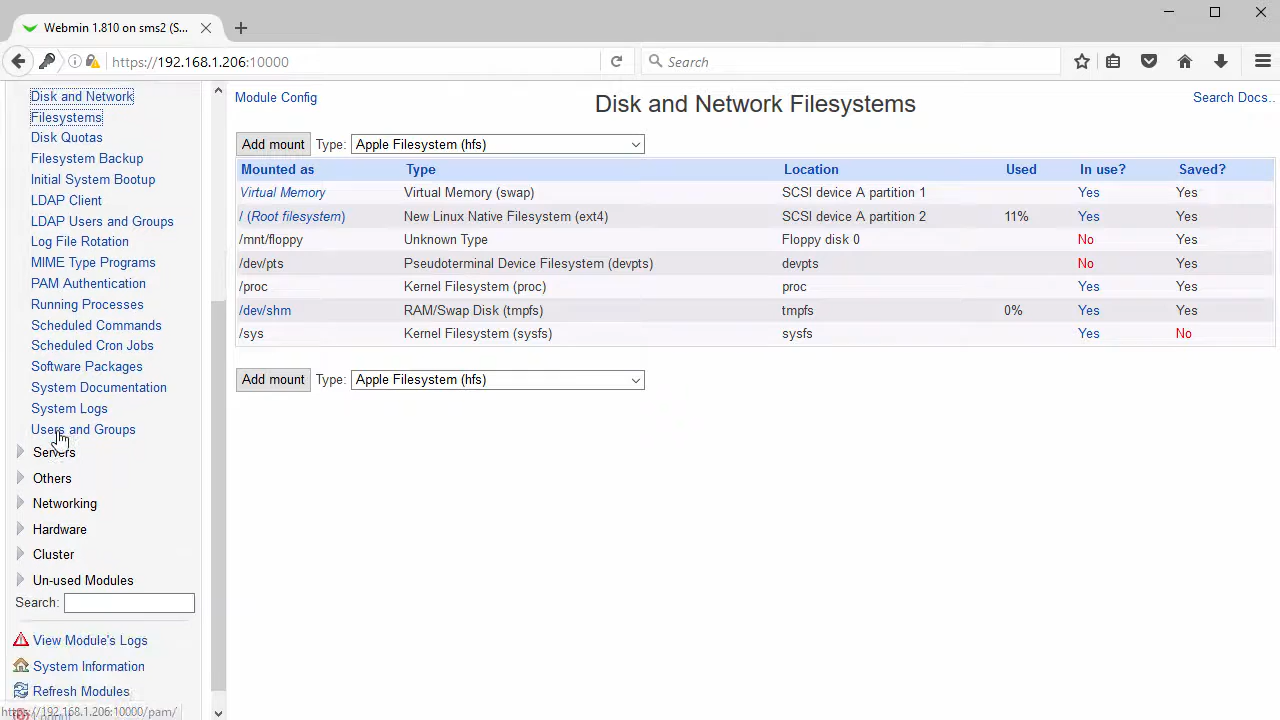 Webmin 1.810 on sms2 (S...
https://192.168.1.206:10000
Search
Disk and Network
Filesystems
Disk Quotas
Filesystem Backup
Initial System Bootup
LDAP Client
LDAP Users and Groups
Log File Rotation
MIME Type Programs
PAM Authentication
Running Processes
Scheduled Commands
Scheduled Cron Jobs
Software Packages
System Documentation
System Logs
Users and Groups
Servers
Others
Networking
Hardware
Cluster
Un-used Modules
Search:
View Module's Logs
System Information
Refresh Modules
https://192.168.1.206:10000/pam/
Module Config
Disk and Network Filesystems
Search Docs..
Add mount Type: Apple Filesystem (hfs)
Mounted as Type Location Used In use? Saved?
Virtual Memory Virtual Memory (swap) SCSI device A partition 1 Yes Yes
/ (Root filesystem) New Linux Native Filesystem (ext4) SCSI device A partition 2 11% Yes Yes
/mnt/floppy Unknown Type Floppy disk 0 No Yes
/dev/pts Pseudoterminal Device Filesystem (devpts) devpts No Yes
/proc Kernel Filesystem (proc) proc Yes Yes
/dev/shm RAM/Swap Disk (tmpfs) tmpfs 0% Yes Yes
/sys Kernel Filesystem (sysfs) sysfs Yes No
Add mount Type: Apple Filesystem (hfs)